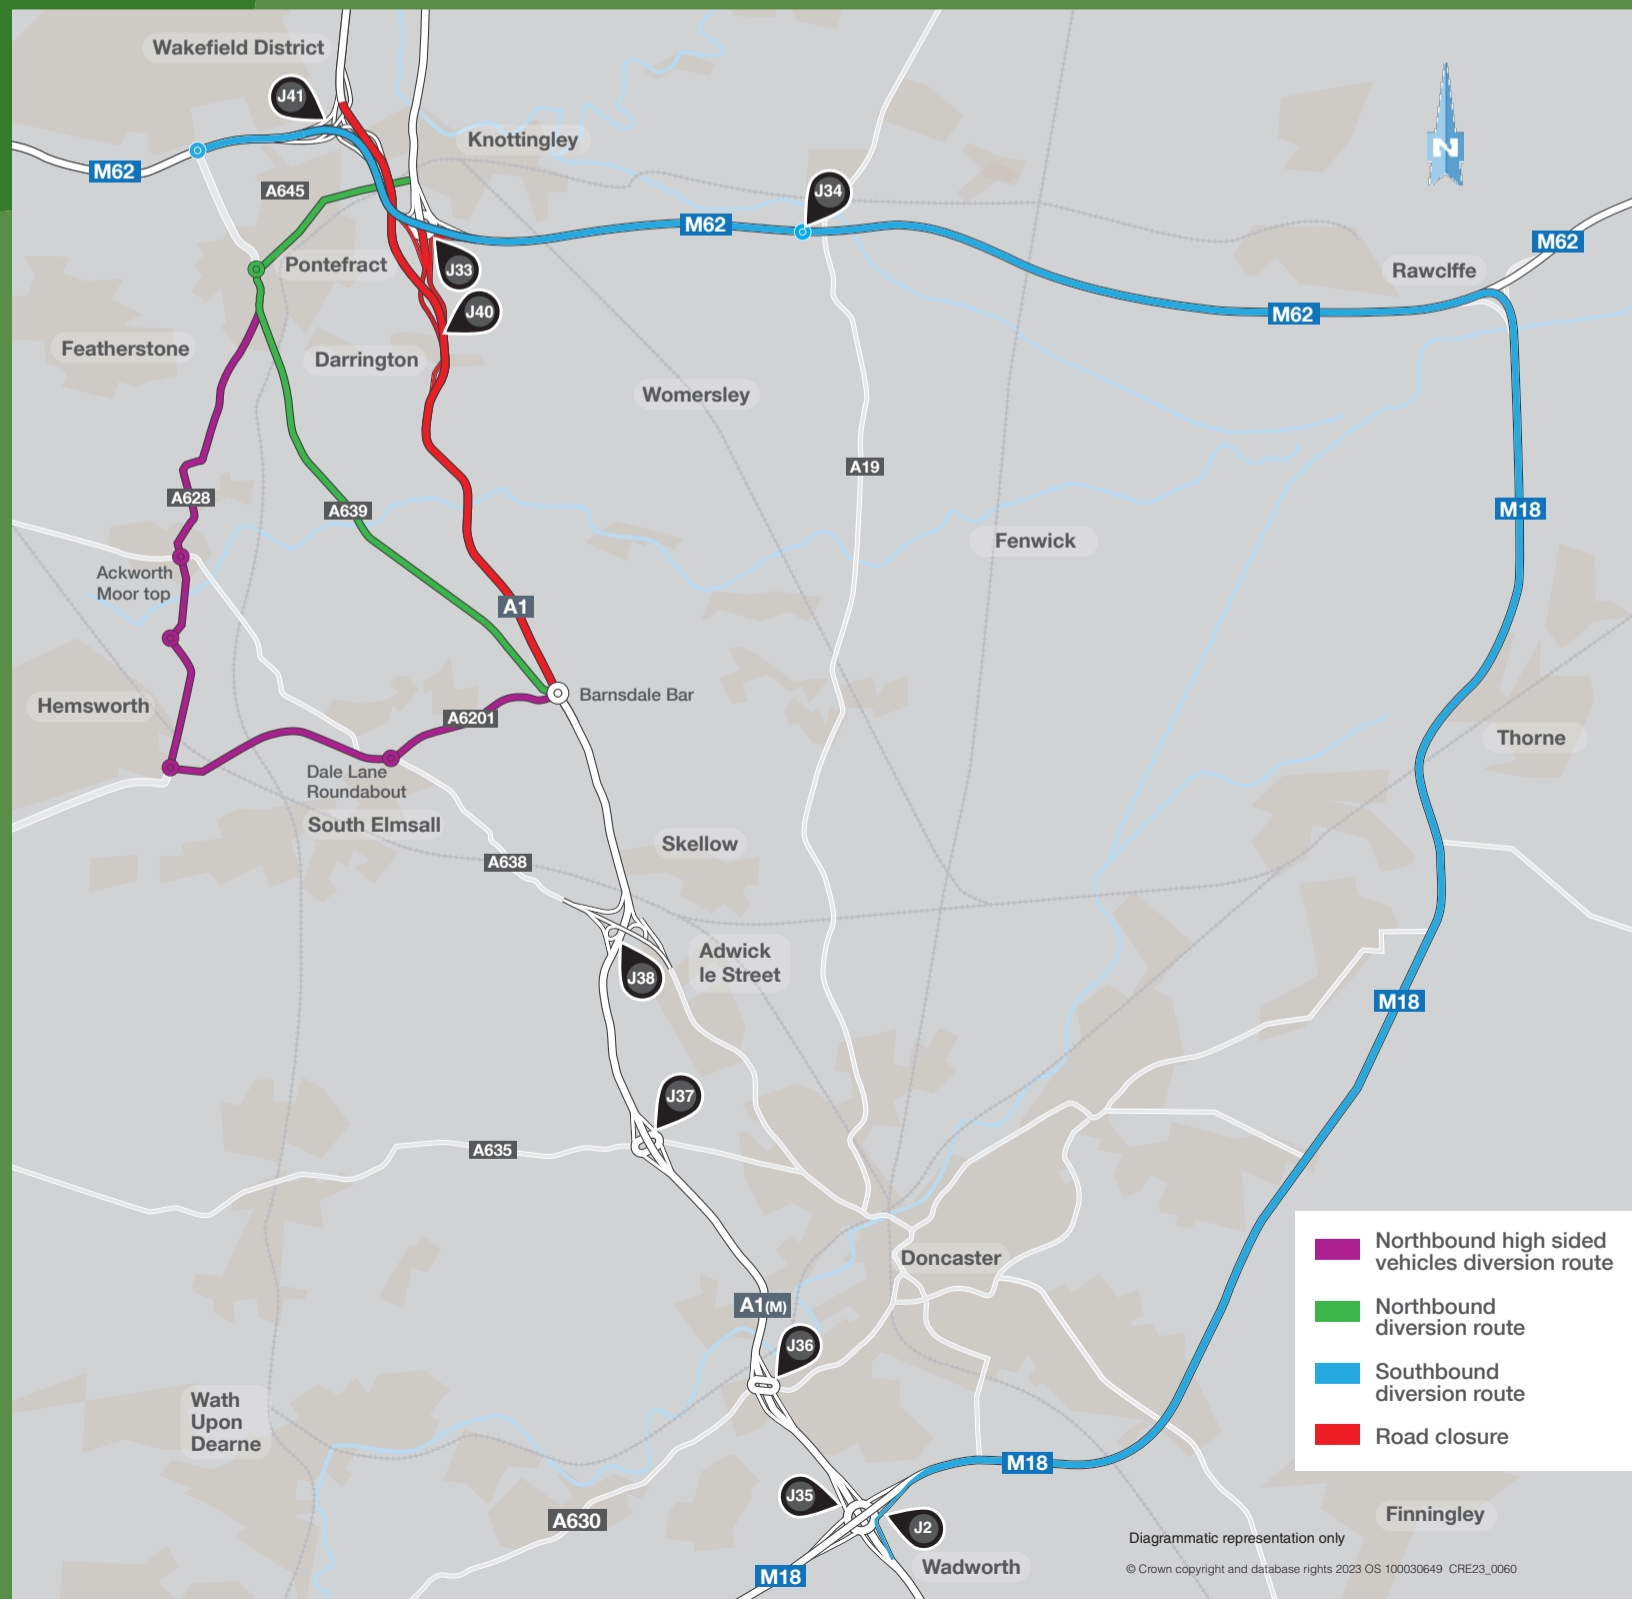 Wakefield District
J41
Knottingley
M62
A645
J34
M62
M62
Rawclffe
Pontefract
J33
J40
M62
Featherstone
Darrington
Womersley
A19
A628
A639
M18
Fenwick
Ackworth
Moor top
A1
Hemsworth
Barnsdale Bar
A6201
Thorne
Dale Lane
Roundabout
South Elmsall
Skellow
A638
Adwick
le Street
J38
M18
J37
A635
Doncaster
Northbound high sided
vehicles diversion route
Northbound
diversion route
Southbound
diversion route
Road closure
A1(M)
J36
Wath
Upon
Dearne
M18
J35
A630
J2
Finningley
Wadworth
M18
Diagrammatic representation only
© Crown copyright and database rights 2023 OS 100030649 CRE23_0060
N